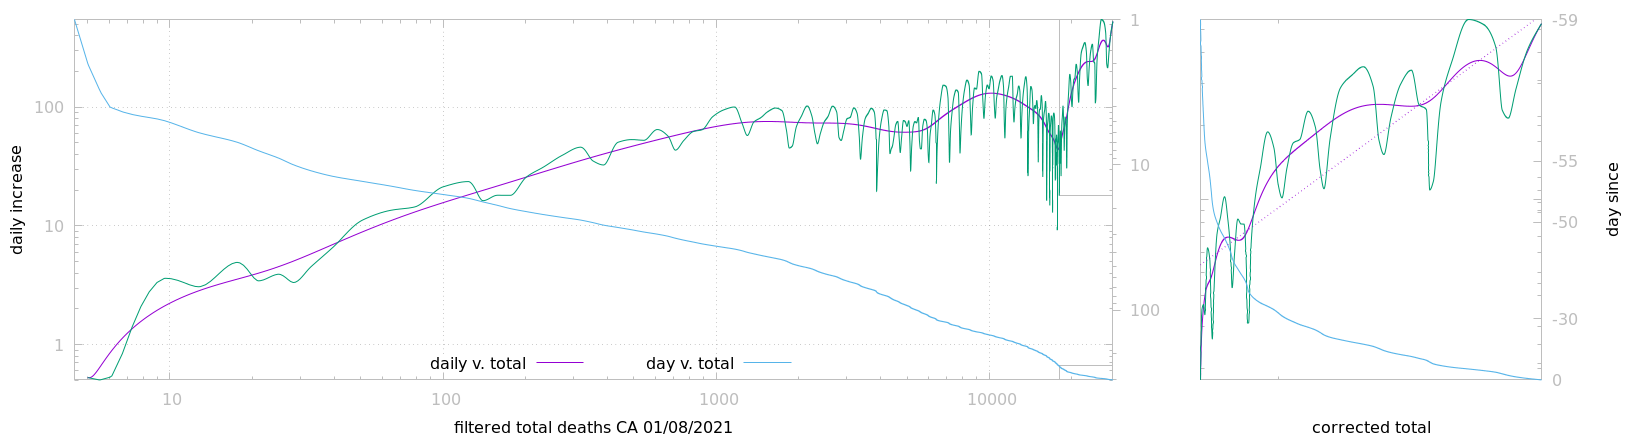 daily increase
100
10
1
10
100
1000
10000
filtered total deaths CA 01/08/2021
daily v. total
day v. total
1
10
100
-59
-55
-50
-30
0
day since
corrected total